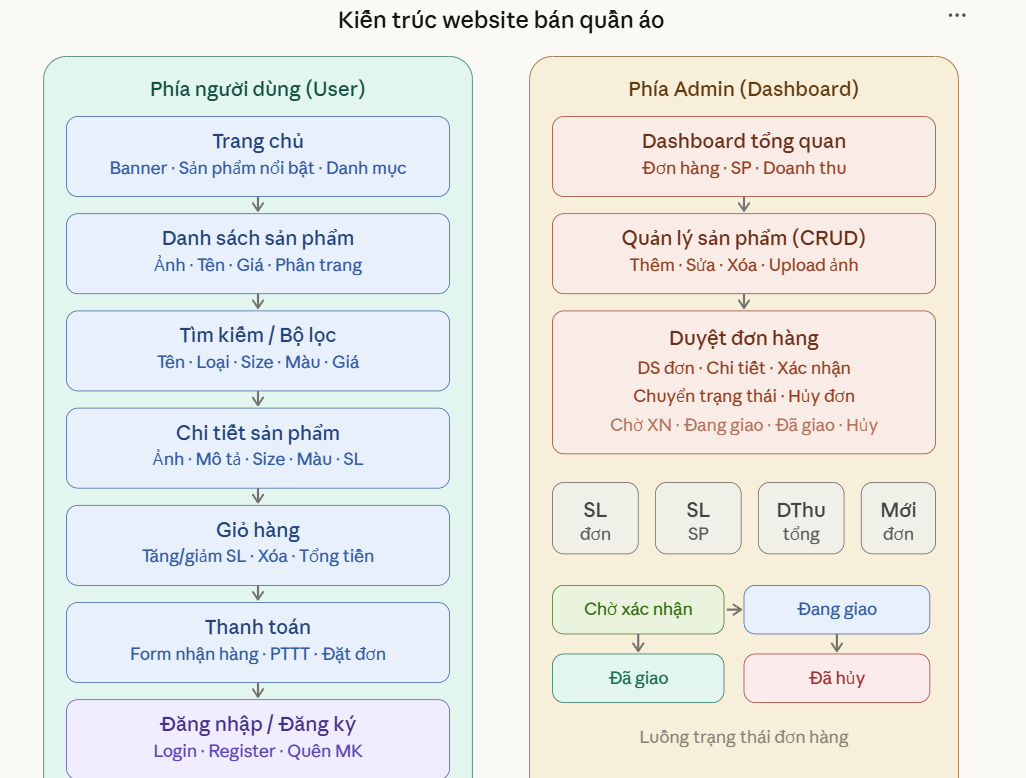 Kiến trúc website bán quần áo
Phía người dùng (User)
Trang chủ
Banner · Sản phẩm nổi bật · Danh mục
Danh sách sản phẩm
Ảnh · Tên · Giá · Phân trang
Tìm kiếm / Bộ lọc
Tên · Loại · Size · Màu · Giá
Chi tiết sản phẩm
Ảnh · Mô tả · Size · Màu · SL
Giỏ hàng
Tăng/giảm SL · Xóa · Tổng tiền
Thanh toán
Form nhận hàng · PTTT · Đặt đơn
Đăng nhập / Đăng ký
Login · Register · Quên MK
Phía Admin (Dashboard)
Dashboard tổng quan
Đơn hàng · SP · Doanh thu
Quản lý sản phẩm (CRUD)
Thêm · Sửa · Xóa · Upload ảnh
Duyệt đơn hàng
DS đơn · Chi tiết · Xác nhận
Chuyển trạng thái · Hủy đơn
Chờ XN · Đang giao · Đã giao · Hủy
SL
đơn
SL
SP
DThu
tổng
Mới
đơn
Chờ xác nhận
Đang giao
Đã giao
Đã hủy
Luồng trạng thái đơn hàng